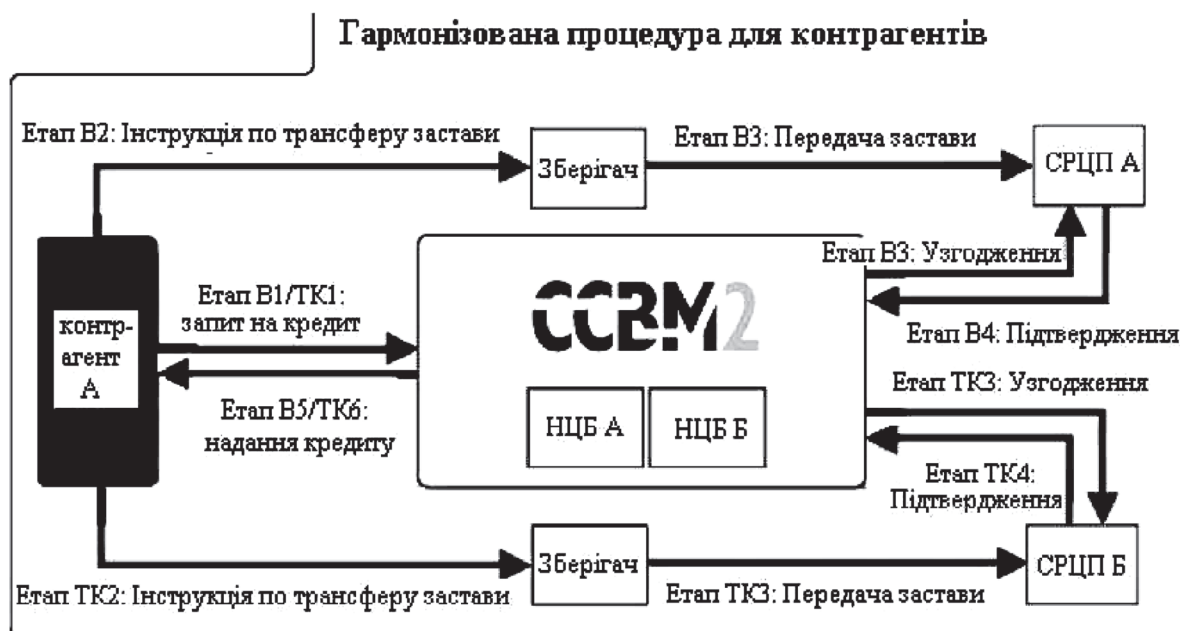 Гармонізована процедура для контрагентів
Етап В2: Інструкція по трансферу застави
Зберігач
Етап В3: Передача застави
СРЦП А
Етап В3: Узгодження
Етап В1/ТК1:
запит на кредит
контр-
агент
А
CCBM2
Етап В4: Підтвердження
Етап ТК3: Узгодження
Етап В5/ТК6:
надання кредиту
НЦБ А
НЦБ Б
Етап ТК4:
Підтвердження
Зберігач
СРЦП Б
Етап ТК2: Інструкція по трансферу застави
Етап ТК3: Передача застави